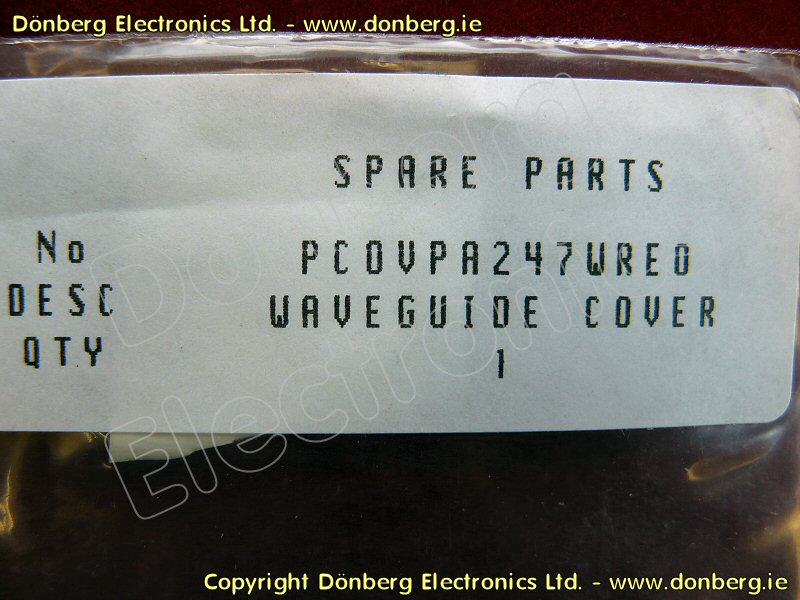 Dönberg Electronics Ltd. - www.donberg.ie
SPARE PARTS
No PCOVPA247WRE0
DESC WAVEGUIDE COVER
QTY 1
Donberg
Electronics
Copyright Dönberg Electronics Ltd. - www.donberg.ie